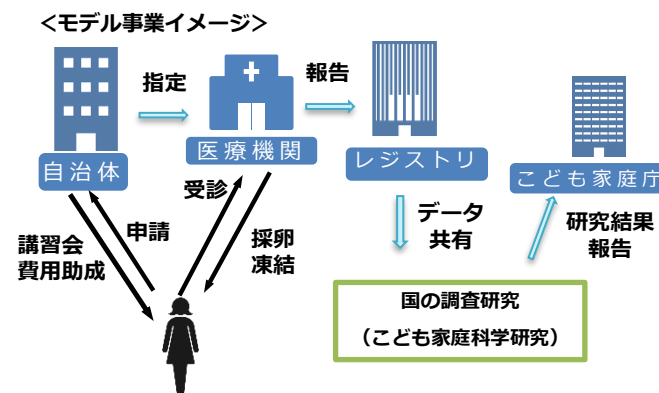 <モデル事業イメージ>
指定
報告
自治体
医療機関
レジストリ
こども家庭庁
受診
申請
講習会
費用助成
採卵
凍結
データ
共有
研究結果
報告
国の調査研究
(こども家庭科学研究)